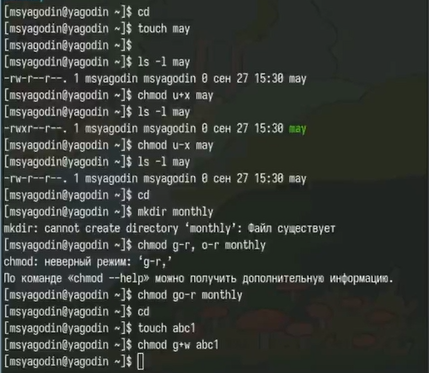 [msyagodin@yagodin ~]$ cd
[msyagodin@yagodin ~]$ touch may
[msyagodin@yagodin ~]$
[msyagodin@yagodin ~]$ ls -l may
-rw-r--r--. 1 msyagodin msyagodin 0 сен 27 15:30 may
[msyagodin@yagodin ~]$ chmod u+x may
[msyagodin@yagodin ~]$ ls -l may
-rwxr--r--. 1 msyagodin msyagodin 0 сен 27 15:30 may
[msyagodin@yagodin ~]$ chmod u-x may
[msyagodin@yagodin ~]$ ls -l may
-rw-r--r--. 1 msyagodin msyagodin 0 сен 27 15:30 may
[msyagodin@yagodin ~]$ cd
[msyagodin@yagodin ~]$ mkdir monthly
mkdir: cannot create directory ‘monthly’: Файл существует
[msyagodin@yagodin ~]$ chmod g-r, o-r monthly
chmod: неверный режим: ‘g-r,’
По команде «chmod --help» можно получить дополнительную информацию.
[msyagodin@yagodin ~]$ chmod go-r monthly
[msyagodin@yagodin ~]$ cd
[msyagodin@yagodin ~]$ touch abc1
[msyagodin@yagodin ~]$ chmod g+w abc1
[msyagodin@yagodin ~]$